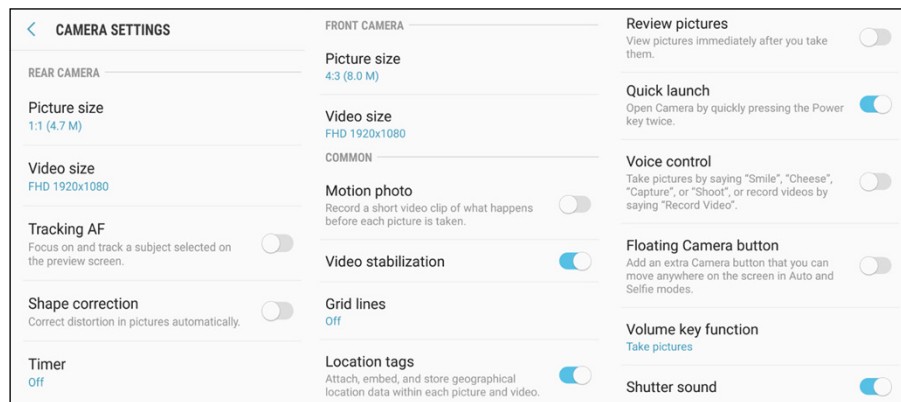 CAMERA SETTINGS
REAR CAMERA
Picture size
1:1 (4.7 M)
Video size
FHD 1920x1080
Tracking AF
Focus on and track a subject selected on
the preview screen.
Shape correction
Correct distortion in pictures automatically.
Timer
Off
FRONT CAMERA
Picture size
4:3 (8.0 M)
Video size
FHD 1920x1080
COMMON
Motion photo
Record a short video clip of what happens
before each picture is taken.
Video stabilization
Grid lines
Off
Location tags
Attach, embed, and store geographical
location data within each picture and video.
Review pictures
View pictures immediately after you take
them.
Quick launch
Open Camera by quickly pressing the Power
key twice.
Voice control
Take pictures by saying “Smile”, “Cheese”,
“Capture”, or “Shoot”, or record videos by
saying “Record Video”.
Floating Camera button
Add an extra Camera button that you can
move anywhere on the screen in Auto and
Selfie modes.
Volume key function
Take pictures
Shutter sound